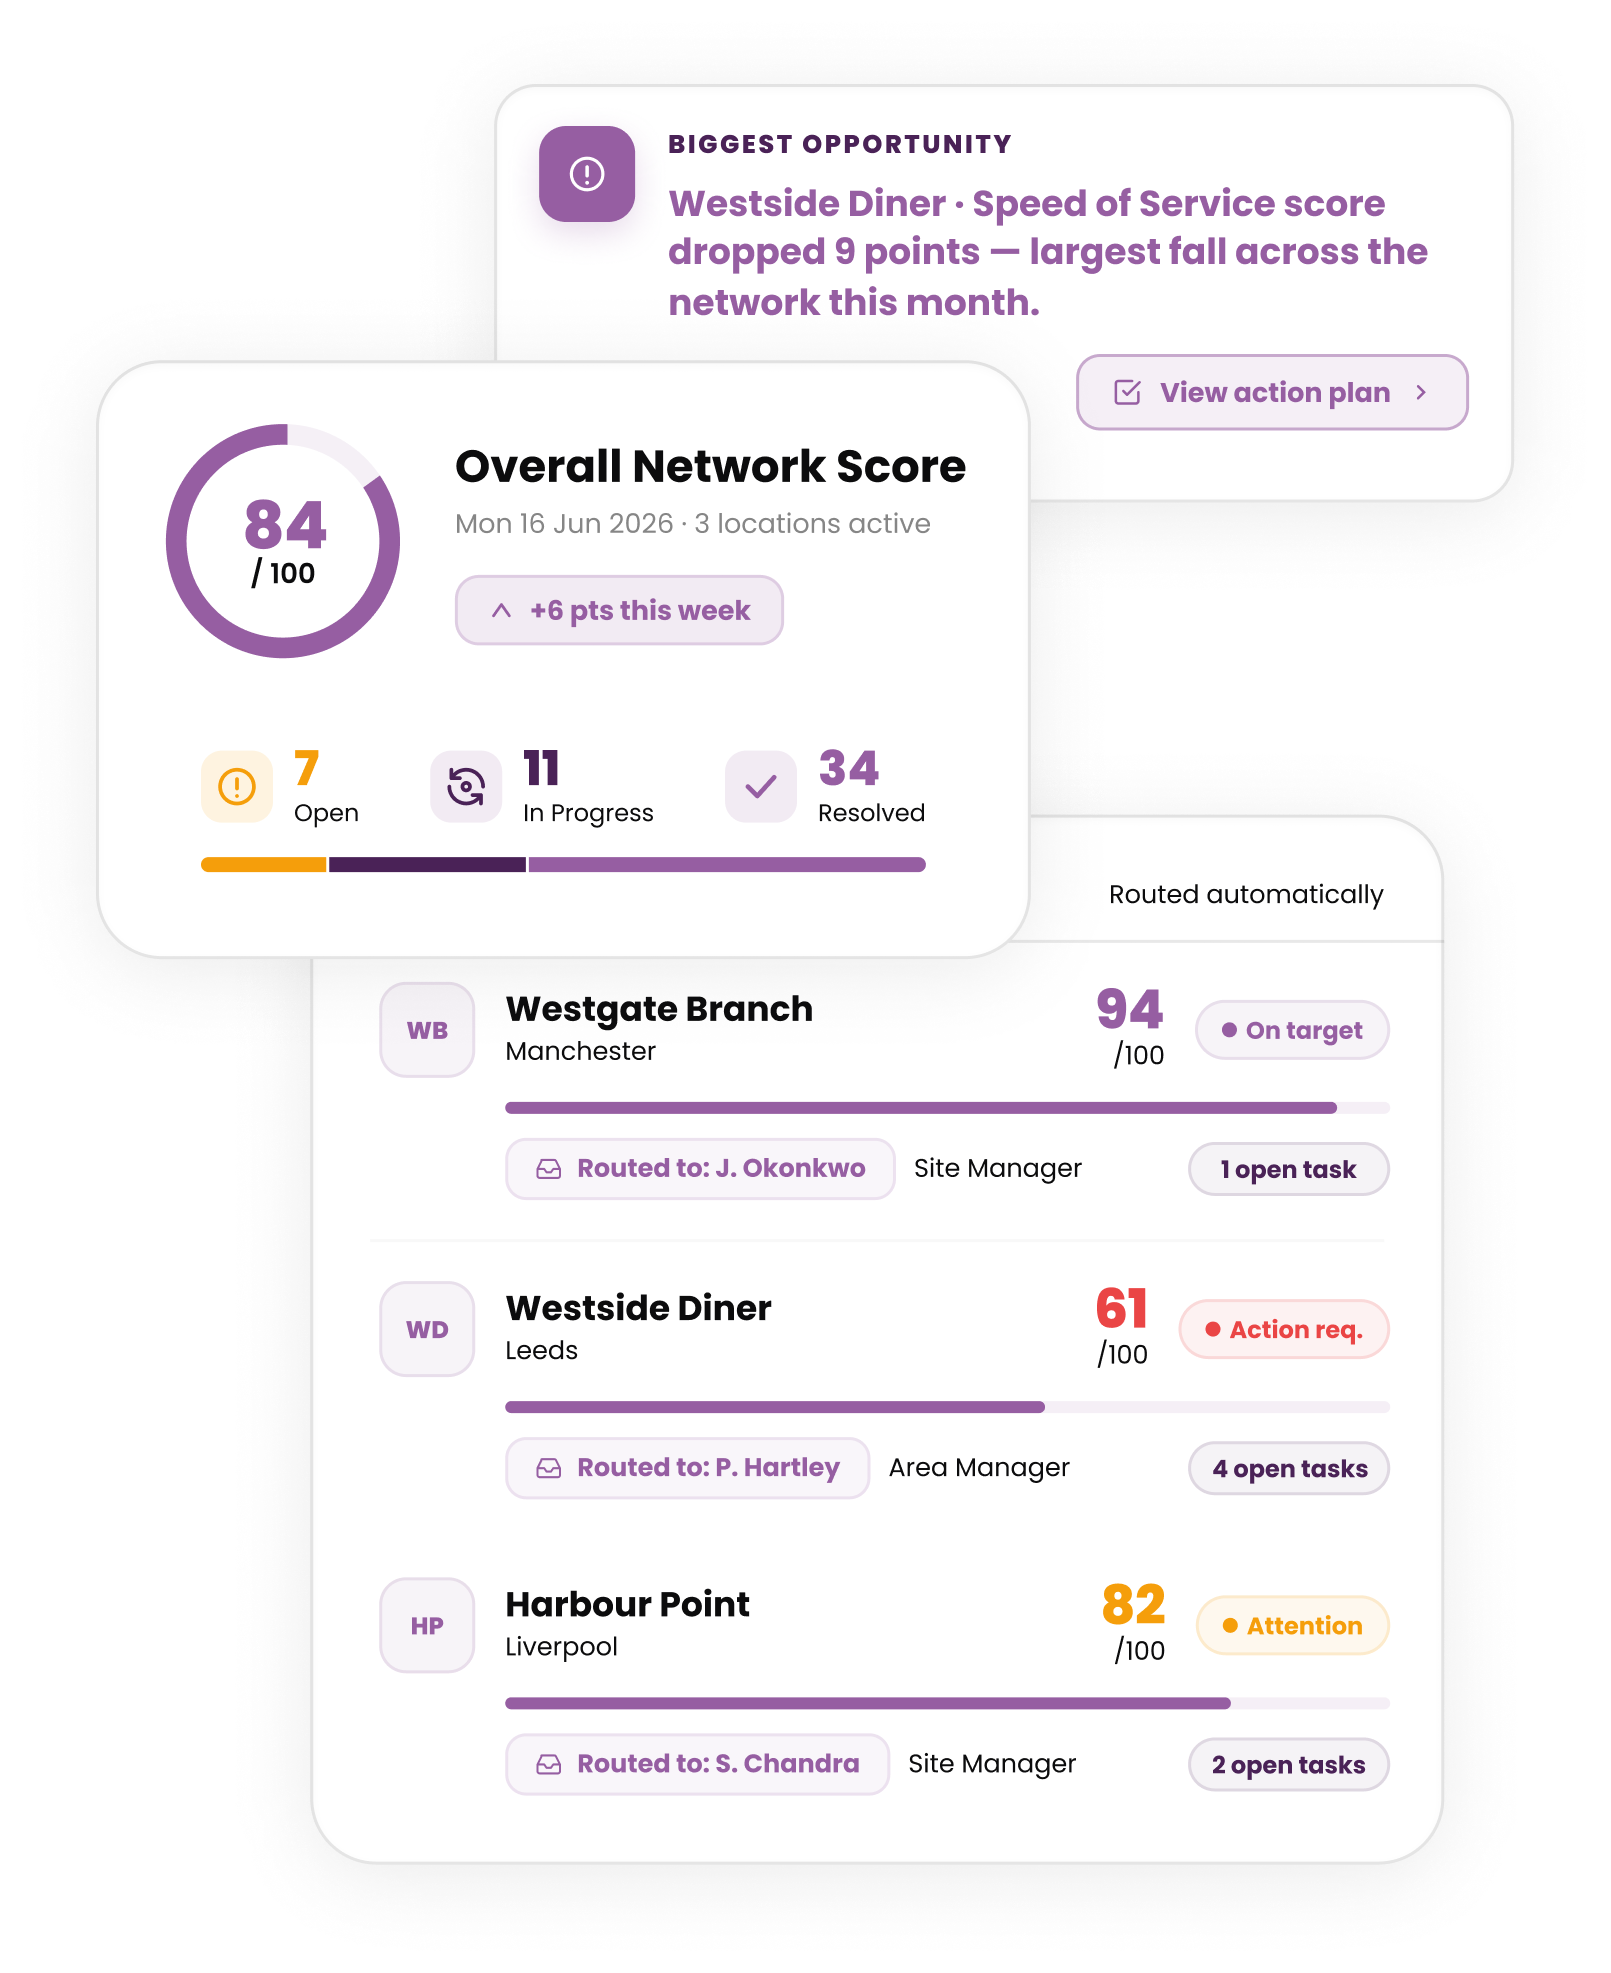 BIGGEST OPPORTUNITY
Westside Diner · Speed of Service score
dropped 9 points — largest fall across the
network this month.
View action plan
84
/ 100
Overall Network Score
Mon 16 Jun 2026 · 3 locations active
+6 pts this week
7
Open
11
In Progress
34
Resolved
Routed automatically
WB
Westgate Branch
Manchester
94
/100
On target
Routed to: J. Okonkwo
Site Manager
1 open task
WD
Westside Diner
Leeds
61
/100
Action req.
Routed to: P. Hartley
Area Manager
4 open tasks
HP
Harbour Point
Liverpool
82
/100
Attention
Routed to: S. Chandra
Site Manager
2 open tasks